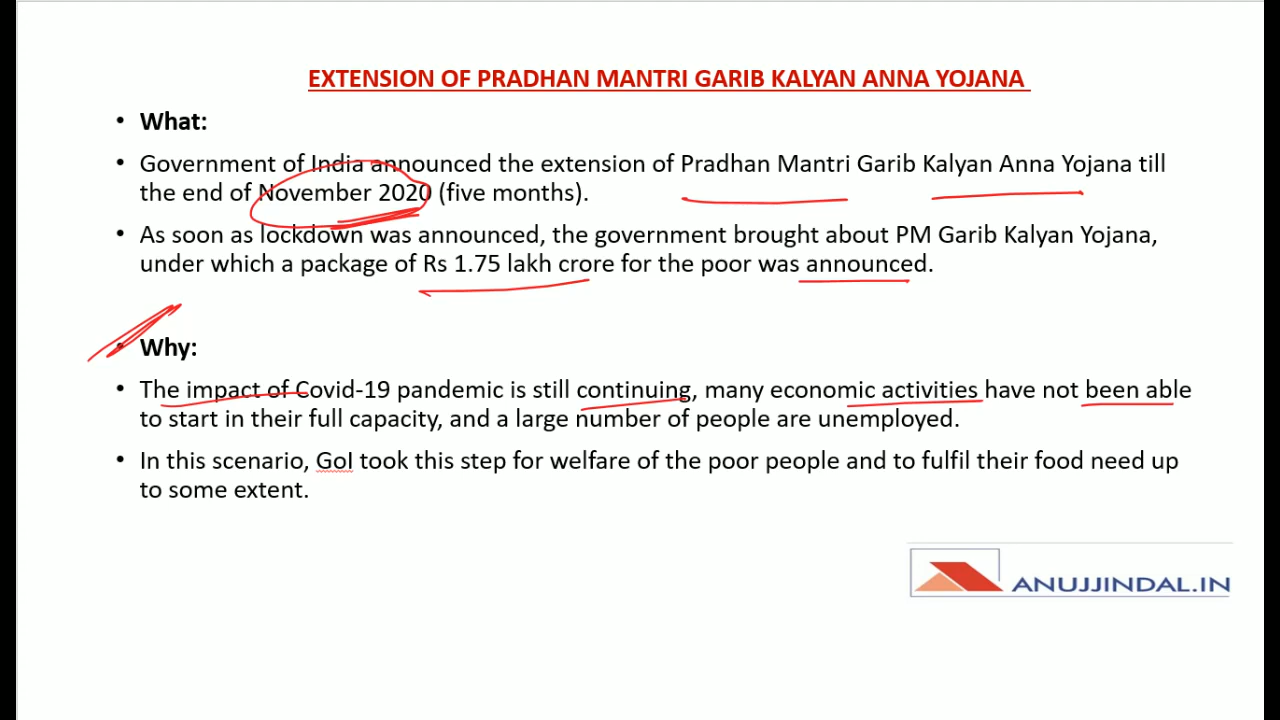 EXTENSION OF PRADHAN MANTRI GARIB KALYAN ANNA YOJANA
• What:
• Government of India announced the extension of Pradhan Mantri Garib Kalyan Anna Yojana till
the end of November 2020 (five months).
• As soon as lockdown was announced, the government brought about PM Garib Kalyan Yojana,
under which a package of Rs 1.75 lakh crore for the poor was announced.
• Why:
• The impact of Covid-19 pandemic is still continuing, many economic activities have not been able
to start in their full capacity, and a large number of people are unemployed.
• In this scenario, GoI took this step for welfare of the poor people and to fulfil their food need up
to some extent.
ANUJJINDAL.IN